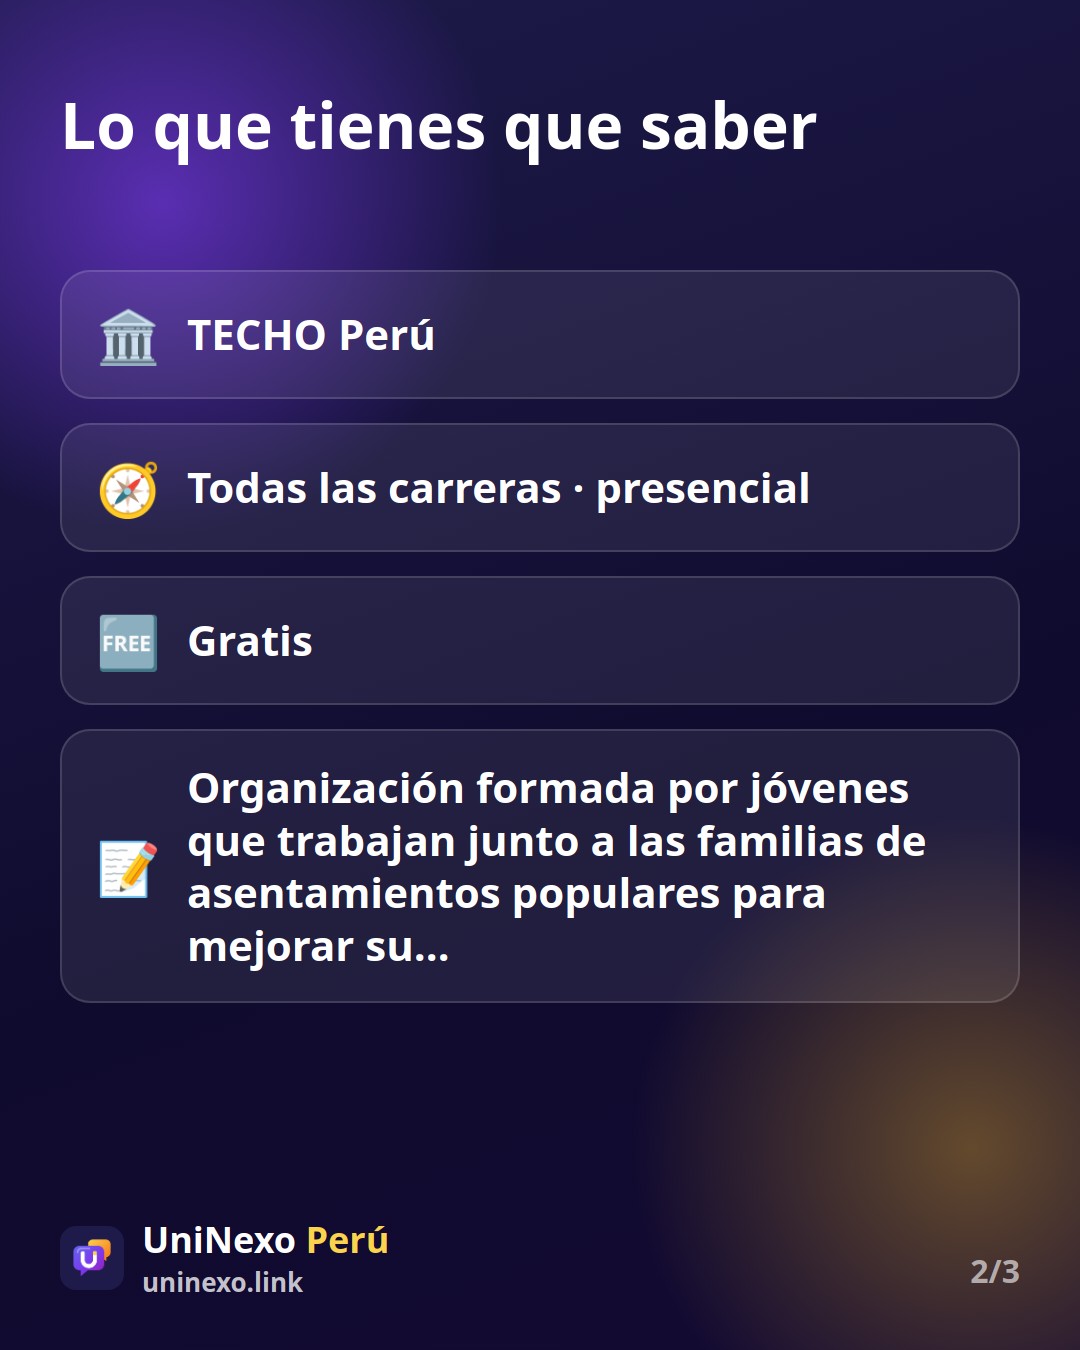 Lo que tienes que saber
TECHO Perú
Todas las carreras · presencial
FREE
Gratis
Organización formada por jóvenes
que trabajan junto a las familias de
asentamientos populares para
mejorar su...
U
UniNexo Perú
uninexo.link
2/3